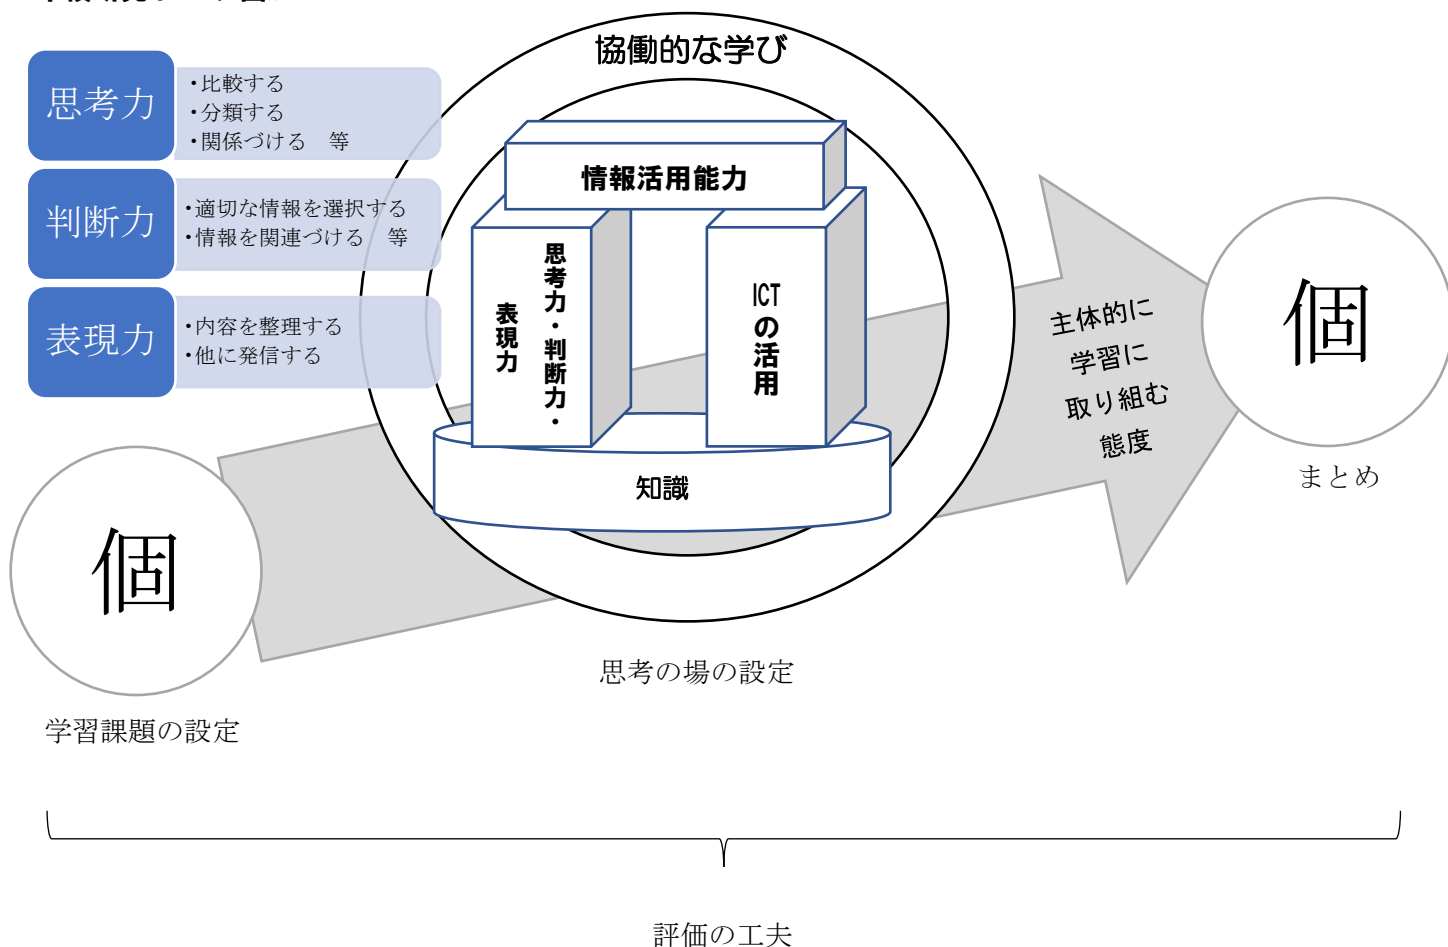 協働的な学び
思考力
・比較する
・分類する
・関係づける　等
判断力
・適切な情報を選択する
・情報を関連づける　等
表現力
・内容を整理する
・他に発信する
情報活用能力
思考力・判断力・
表現力
ICTの活用
知識
主体的に
学習に
取り組む
態度
個
まとめ
個
学習課題の設定
思考の場の設定
評価の工夫